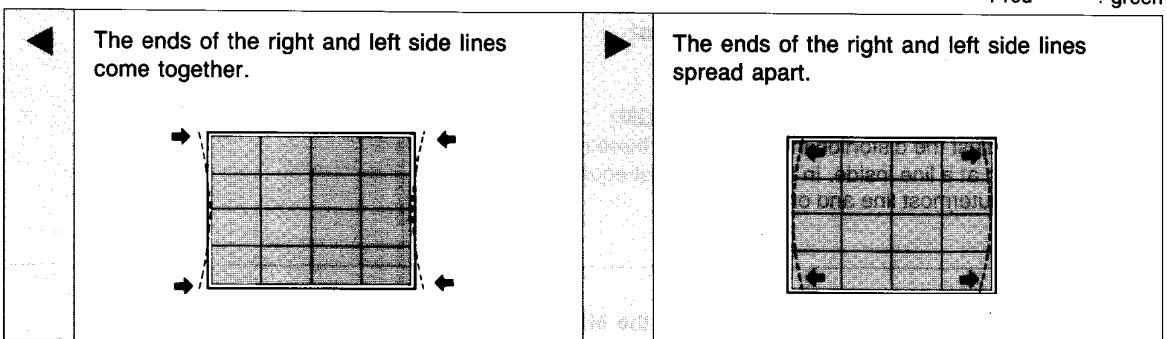 : green
The ends of the right and left side lines
come together.
The ends of the right and left side lines
spread apart.